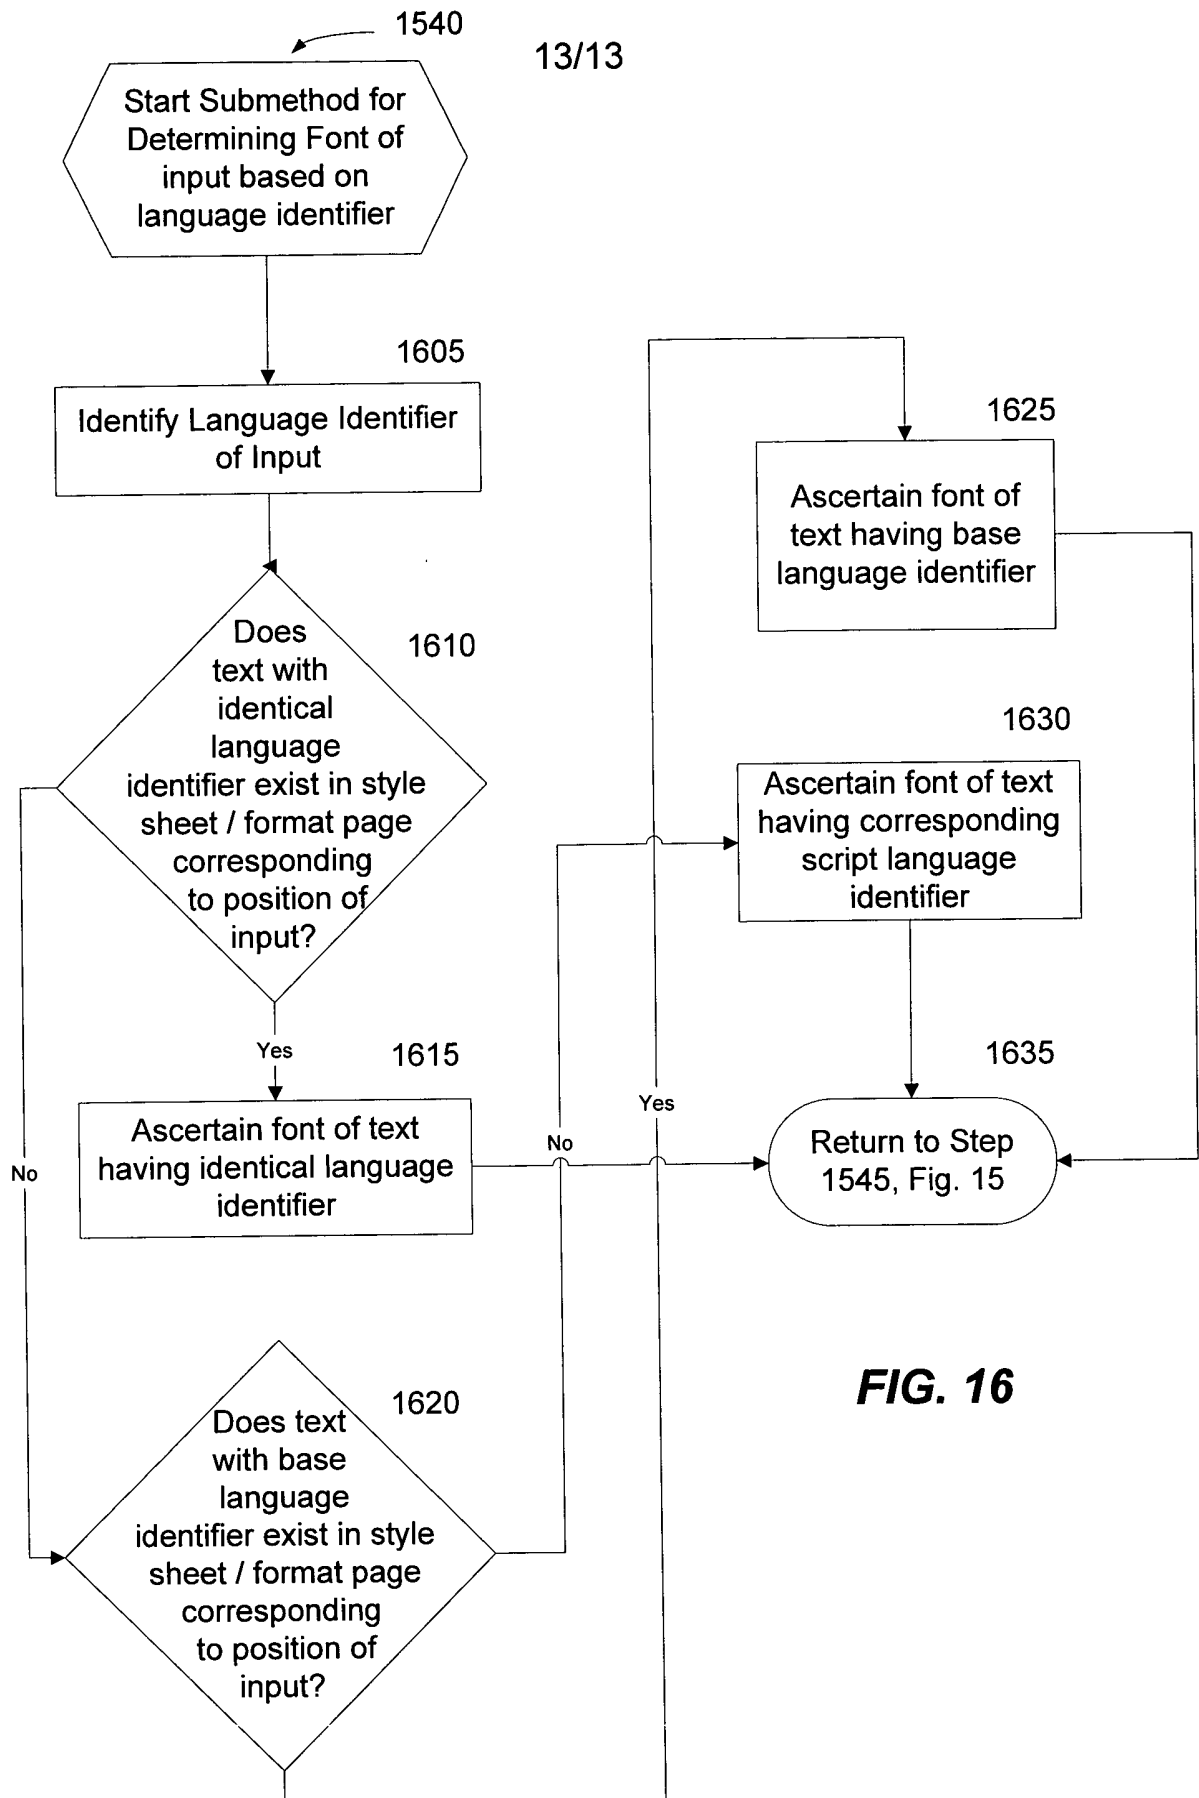 1540
13/13
Start Submethod for
Determining Font of
input based on
language identifier
1605
Identify Language Identifier
of Input
1610
Does
text with
identical
language
identifier exist in style
sheet / format page
corresponding
to position of
input?
Yes
No
1615
Ascertain font of text
having identical language
identifier
1620
Does text
with base
language
identifier exist in style
sheet / format page
corresponding
to position of
input?
No
Yes
1625
Ascertain font of
text having base
language identifier
1630
Ascertain font of text
having corresponding
script language
identifier
1635
Return to Step
1545, Fig. 15
FIG. 16